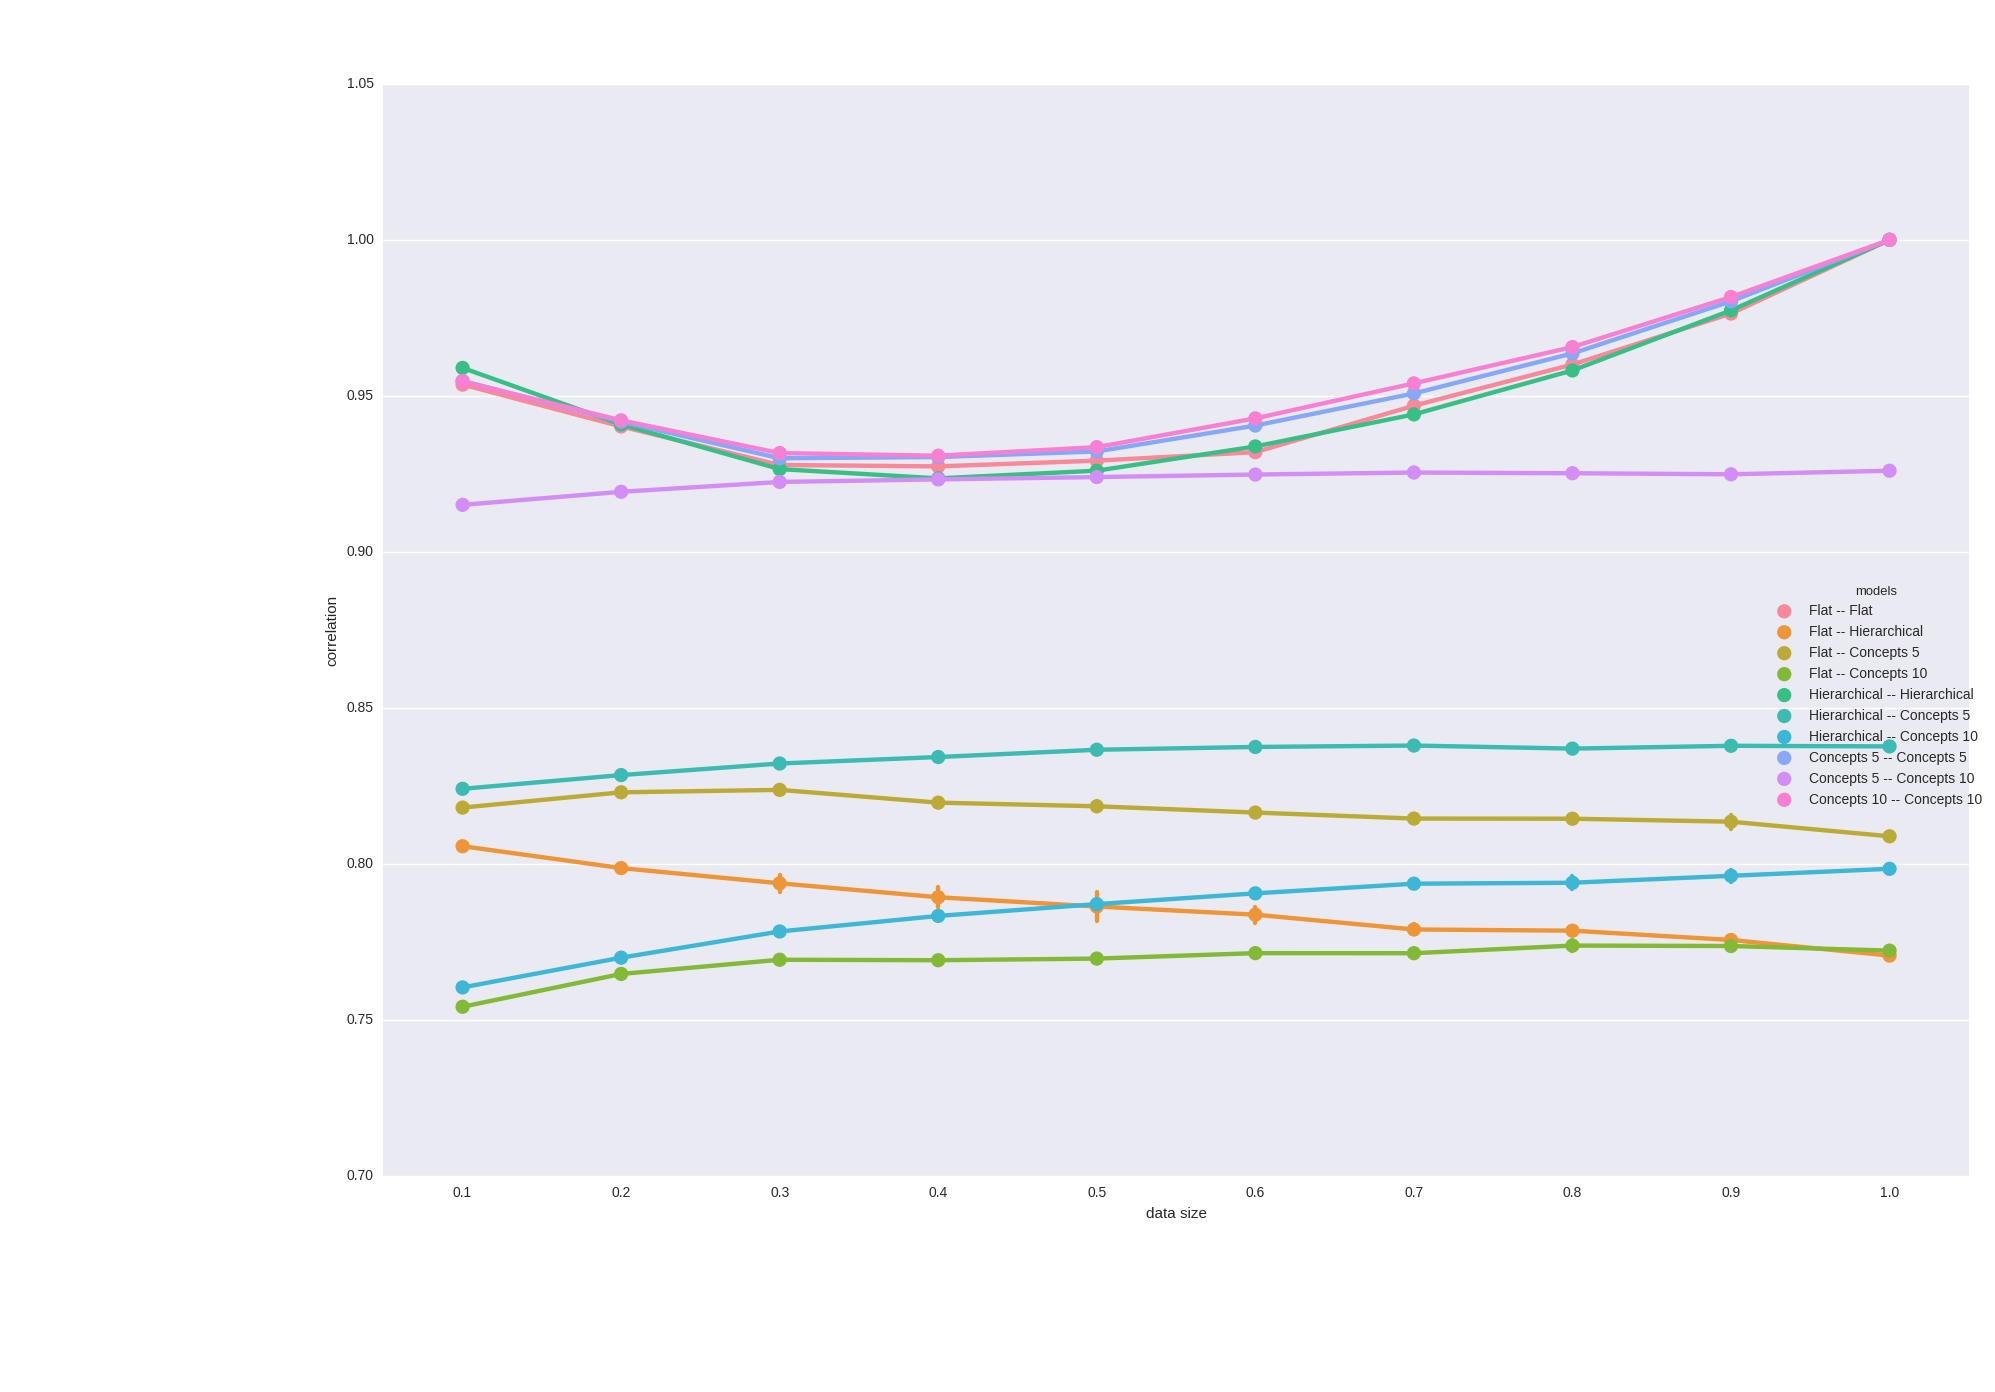 1.05
1.00
0.95
0.90
0.85
0.80
0.75
0.70
correlation
models
Flat -- Flat
Flat -- Hierarchical
Flat -- Concepts 5
Flat -- Concepts 10
Hierarchical -- Hierarchical
Hierarchical -- Concepts 5
Hierarchical -- Concepts 10
Concepts 5 -- Concepts 5
Concepts 5 -- Concepts 10
Concepts 10 -- Concepts 10
0.1 0.2 0.3 0.4 0.5 0.6 0.7 0.8 0.9 1.0
data size